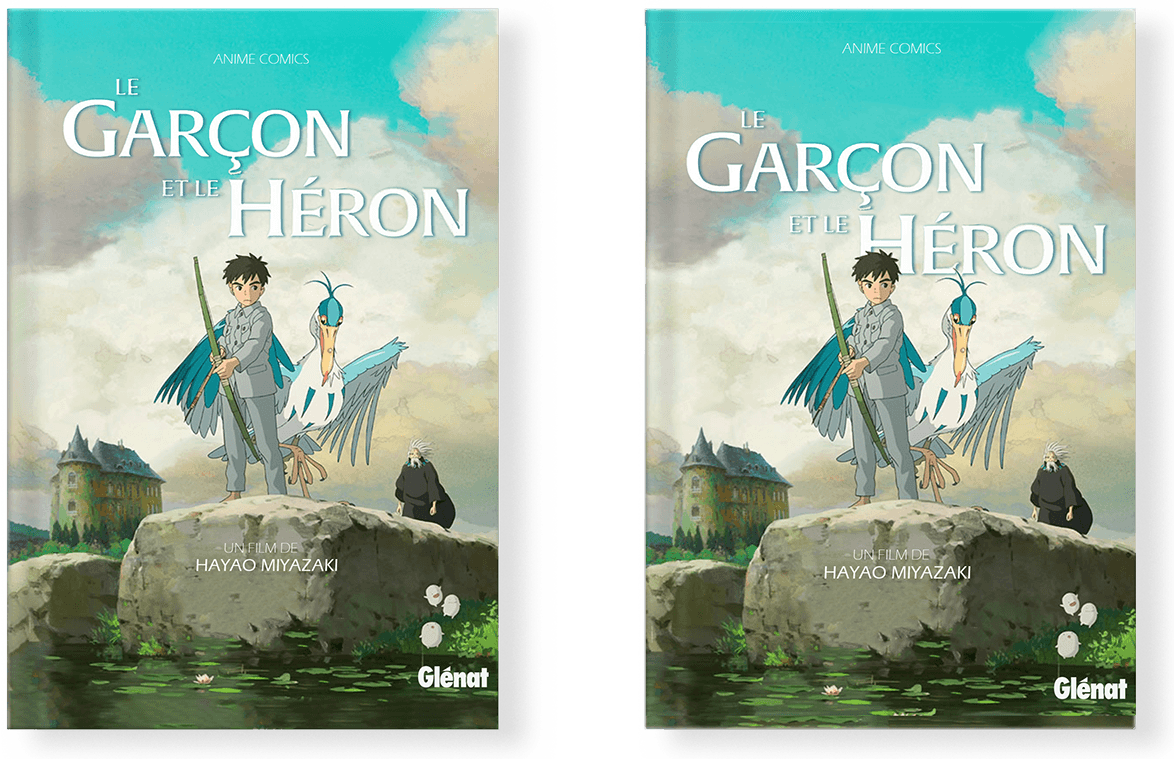 ANIME COMICS
LE
GARÇON
ET LE HÉRON
UN FILM DE
HAYAO MIYAZAKI
Glénat
ANIME COMICS
LE
GARÇON
ET LE HÉRON
UN FILM DE
HAYAO MIYAZAKI
Glénat